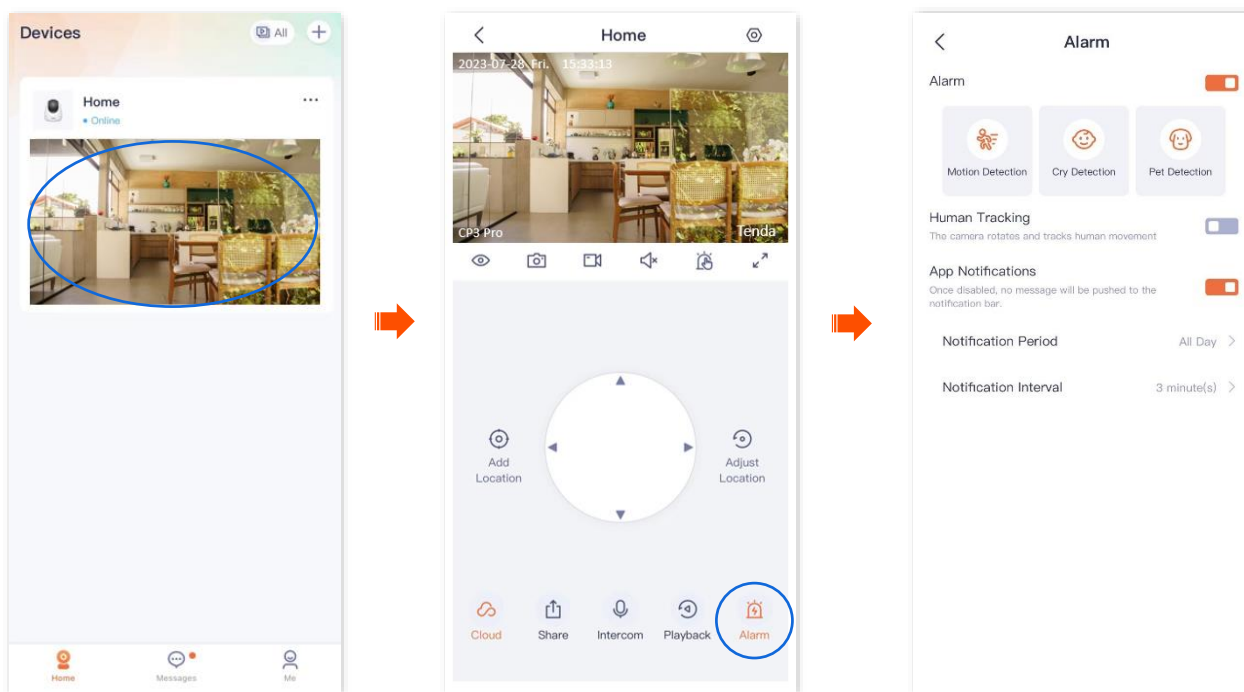 Devices
All
Home
Online
Home
Messages
Me
Home
2023-07-28 Fri. 15:33:13
CP3 Pro
Tenda
Add
Location
Adjust
Location
Cloud
Share
Intercom
Playback
Alarm
Alarm
Alarm
Motion Detection
Cry Detection
Pet Detection
Human Tracking
The camera rotates and tracks human movement
App Notifications
Once disabled, no message will be pushed to the
notification bar.
Notification Period
All Day
Notification Interval
3 minute(s)